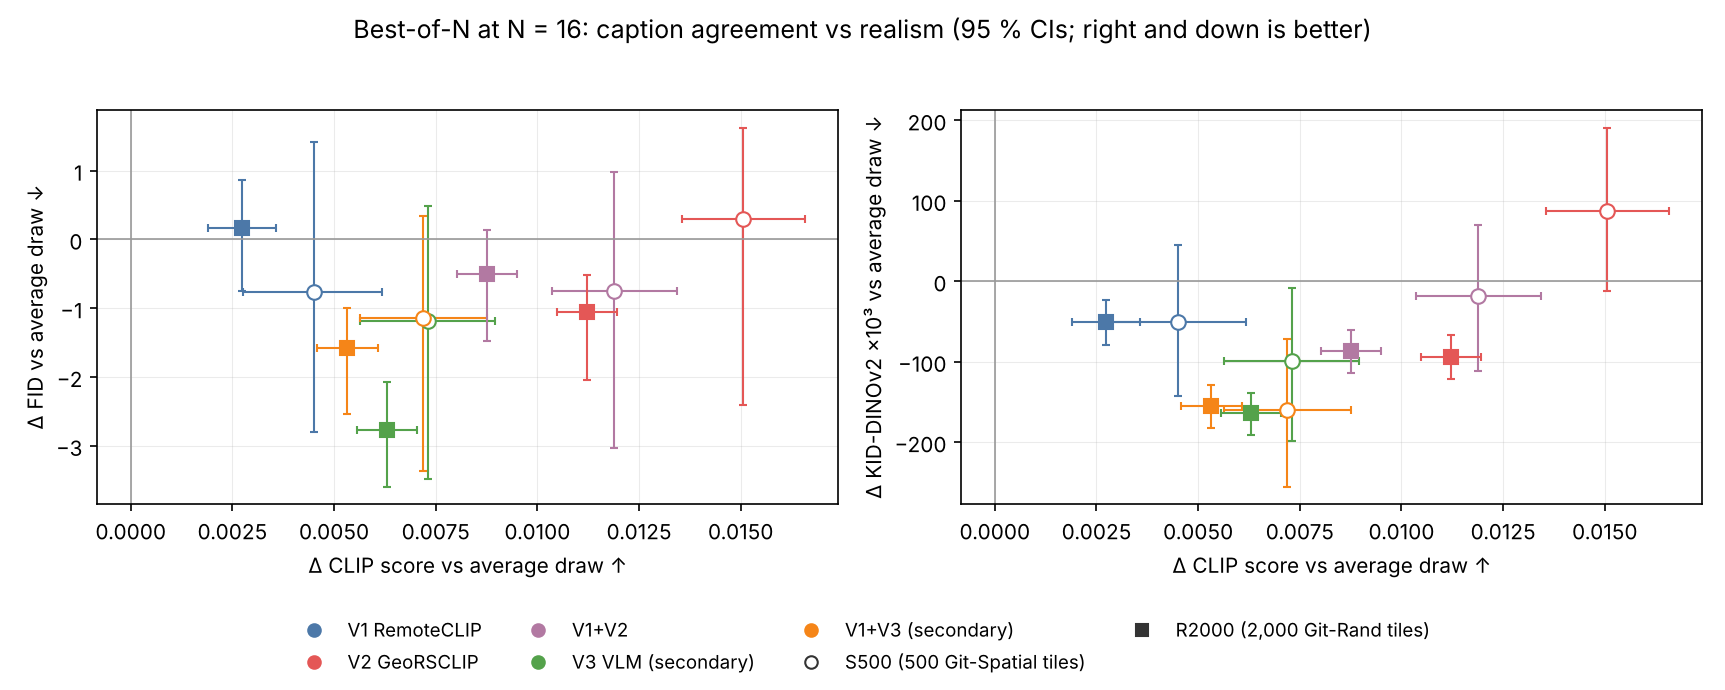 Best-of-N at N = 16: caption agreement vs realism (95 % CIs; right and down is better)
Δ FID vs average draw ↓
1
0
−1
−2
−3
0.0000 0.0025 0.0050 0.0075 0.0100 0.0125 0.0150
Δ CLIP score vs average draw ↑
Δ KID-DINOv2 ×10³ vs average draw ↓
200
100
0
−100
−200
0.0000 0.0025 0.0050 0.0075 0.0100 0.0125 0.0150
Δ CLIP score vs average draw ↑
V1 RemoteCLIP
V2 GeoRSCLIP
V1+V2
V3 VLM (secondary)
V1+V3 (secondary)
S500 (500 Git-Spatial tiles)
R2000 (2,000 Git-Rand tiles)